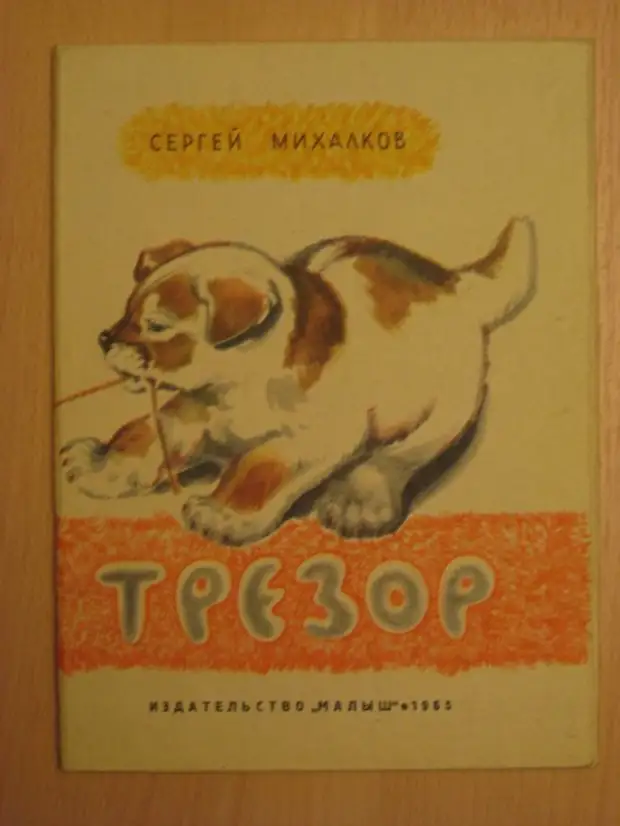 СЕРГЕЙ МИХАЛКОВ
ТРЕЗОР
ИЗДАТЕЛЬСТВО „МАЛЫШ“•1965